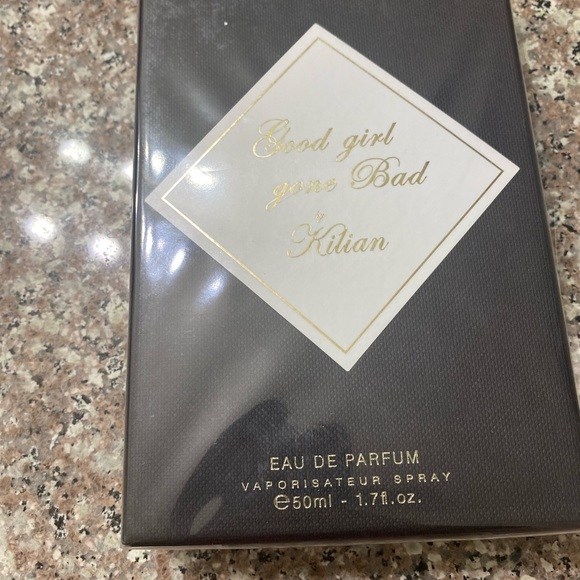 Good girl
gone Bad
by
Kilian
EAU DE PARFUM
VAPORISATEUR SPRAY
℮50ml - 1.7fl.oz.